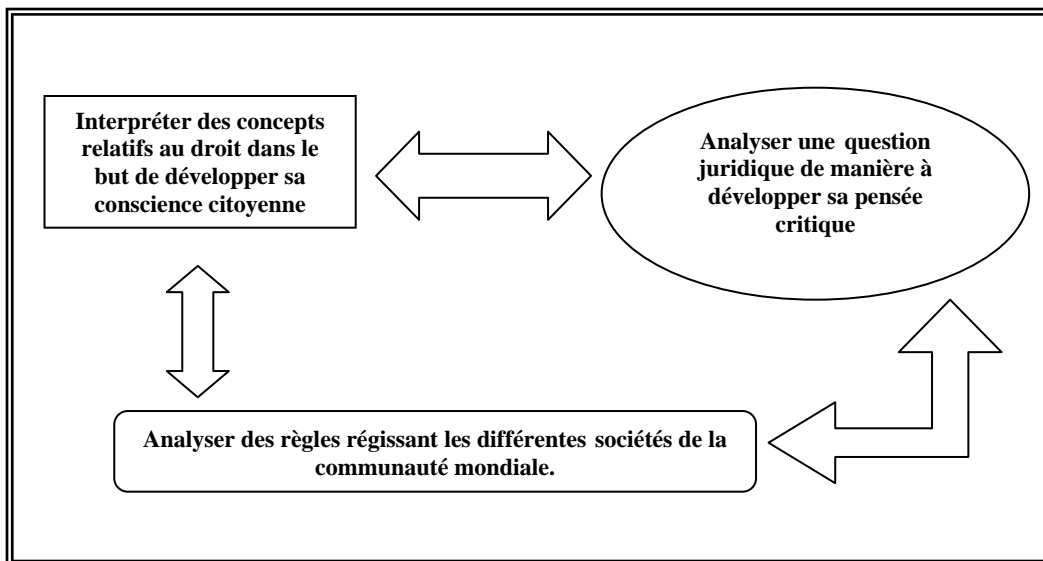 Interpréter des concepts
relatifs au droit dans le
but de développer sa
conscience citoyenne
Analyser une question
juridique de manière à
développer sa pensée
critique
Analyser des règles régissant les différentes sociétés de la
communauté mondiale.